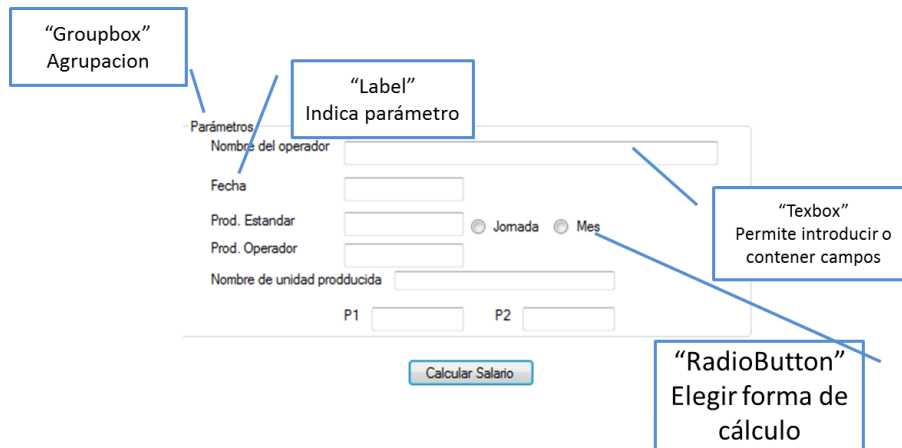 “Groupbox”
Agrupacion
“Label”
Indica parámetro
Parámetros
Nombre del operador
Fecha
“Texbox”
Permite introducir o
contener campos
Prod. Estandar
Jornada
Mes
Prod. Operador
Nombre de unidad prodducida
P1
P2
“RadioButton”
Elegir forma de
cálculo
Calcular Salario